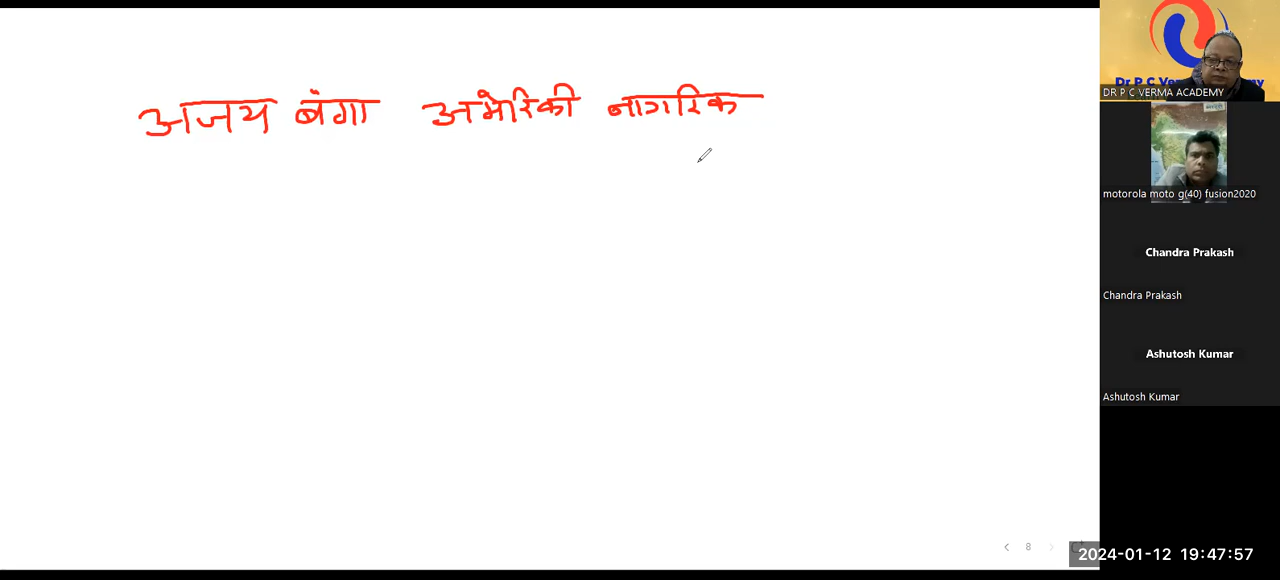 अजय बंगा अमेरिकी नागरिक
DR P C VERMA ACADEMY
motorola moto g(40) fusion2020
Chandra Prakash
Chandra Prakash
Ashutosh Kumar
Ashutosh Kumar
8
2024-01-12 19:47:57